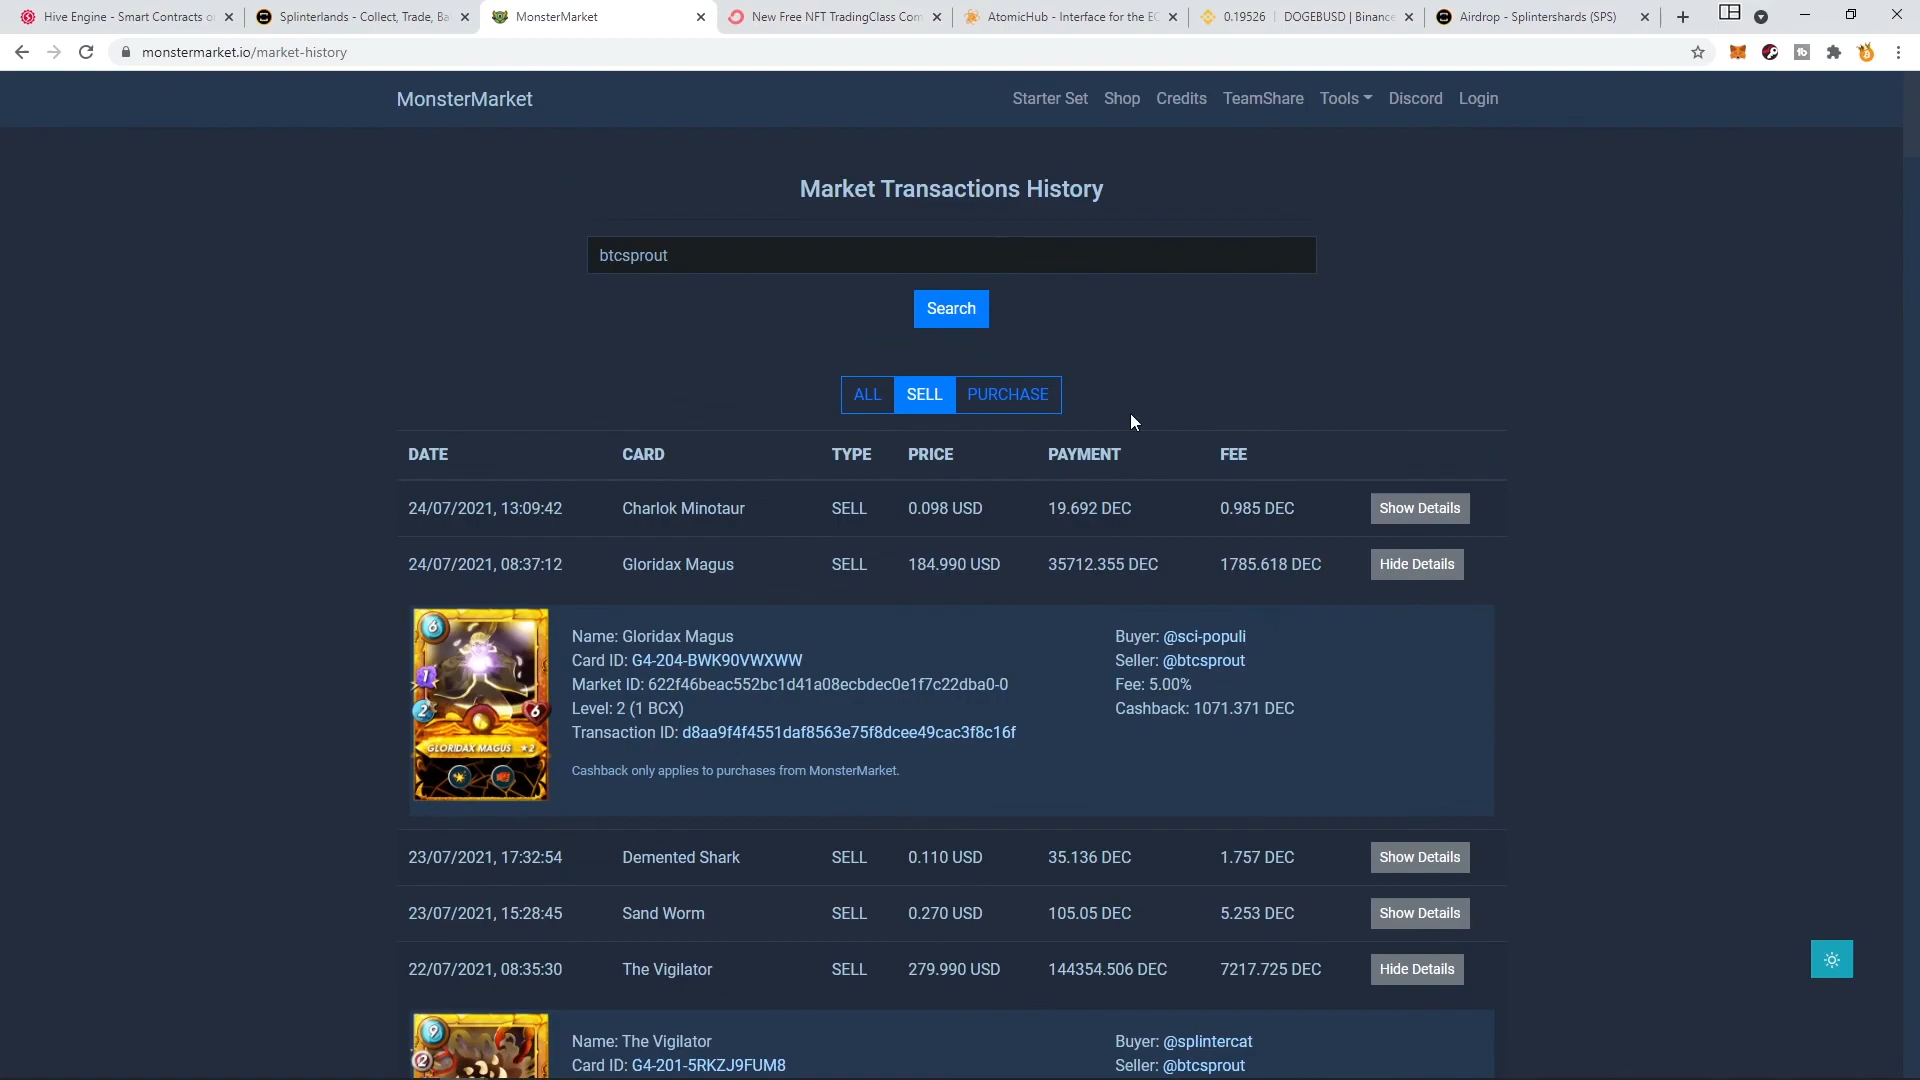 Hive Engine - Smart Contracts o
Splinterlands - Collect, Trade, Ba
MonsterMarket
New Free NFT TradingClass Com
AtomicHub - Interface for the EO
0.19526 | DOGEBUSD | Binance
Airdrop - Splintershards (SPS)
monstermarket.io/market-history
MonsterMarket
Starter Set Shop Credits TeamShare Tools Discord Login
Market Transactions History
btcsprout
Search
ALL SELL PURCHASE
DATE CARD TYPE PRICE PAYMENT FEE
24/07/2021, 13:09:42 Charlok Minotaur SELL 0.098 USD 19.692 DEC 0.985 DEC Show Details
24/07/2021, 08:37:12 Gloridax Magus SELL 184.990 USD 35712.355 DEC 1785.618 DEC Hide Details
6
1
2
6
GLORIDAX MAGUS ★2
Name: Gloridax Magus
Card ID: G4-204-BWK90VWXWW
Market ID: 622f46beac552bc1d41a08ecbdec0e1f7c22dba0-0
Level: 2 (1 BCX)
Transaction ID: d8aa9f4f4551daf8563e75f8dcee49cac3f8c16f
Cashback only applies to purchases from MonsterMarket.
Buyer: @sci-populi
Seller: @btcsprout
Fee: 5.00%
Cashback: 1071.371 DEC
23/07/2021, 17:32:54 Demented Shark SELL 0.110 USD 35.136 DEC 1.757 DEC Show Details
23/07/2021, 15:28:45 Sand Worm SELL 0.270 USD 105.05 DEC 5.253 DEC Show Details
22/07/2021, 08:35:30 The Vigilator SELL 279.990 USD 144354.506 DEC 7217.725 DEC Hide Details
9
2
Name: The Vigilator
Card ID: G4-201-5RKZJ9FUM8
Buyer: @splintercat
Seller: @btcsprout